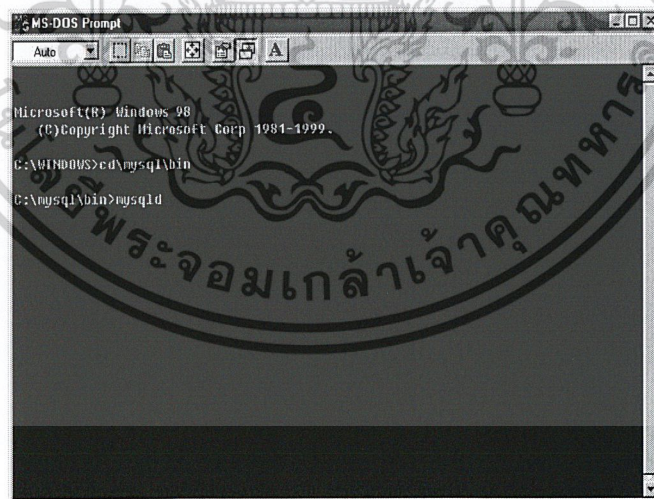 MS-DOS Prompt
Auto
A
Microsoft(R) Windows 98
(C)Copyright Microsoft Corp 1981-1999.
C:\WINDOWS>cd\mysql\bin
C:\mysql\bin>mysqld
พระจอมเกล้าเจ้าคุณทหาร